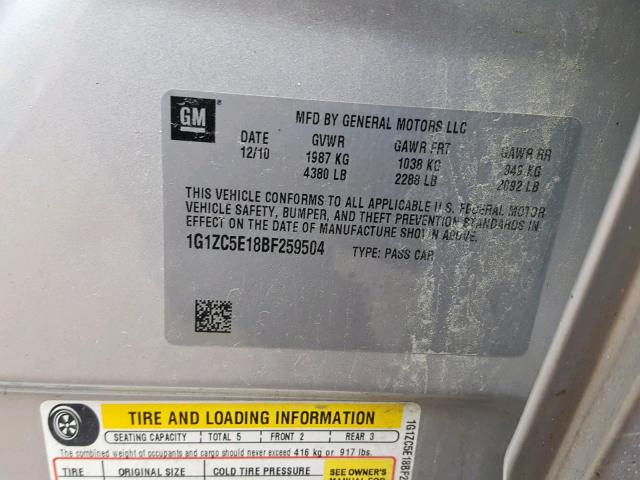 GM
MFD BY GENERAL MOTORS LLC
DATE GVWR GAWR FRT GAWR RR
12/10 1987 KG 1038 KG 949 KG
4380 LB 2288 LB 2092 LB
THIS VEHICLE CONFORMS TO ALL APPLICABLE U.S. FEDERAL MOTOR
VEHICLE SAFETY, BUMPER, AND THEFT PREVENTION STANDARDS IN
EFFECT ON THE DATE OF MANUFACTURE SHOWN ABOVE.
1G1ZC5E18BF259504 TYPE: PASS CAR
TIRE AND LOADING INFORMATION
SEATING CAPACITY TOTAL 5 FRONT 2 REAR 3
The combined weight of occupants and cargo should never exceed 416 kg or 917 lbs.
TIRE ORIGINAL SIZE COLD TIRE PRESSURE
SEE OWNER'S
MANUAL FOR
1G1ZC5E18BF2